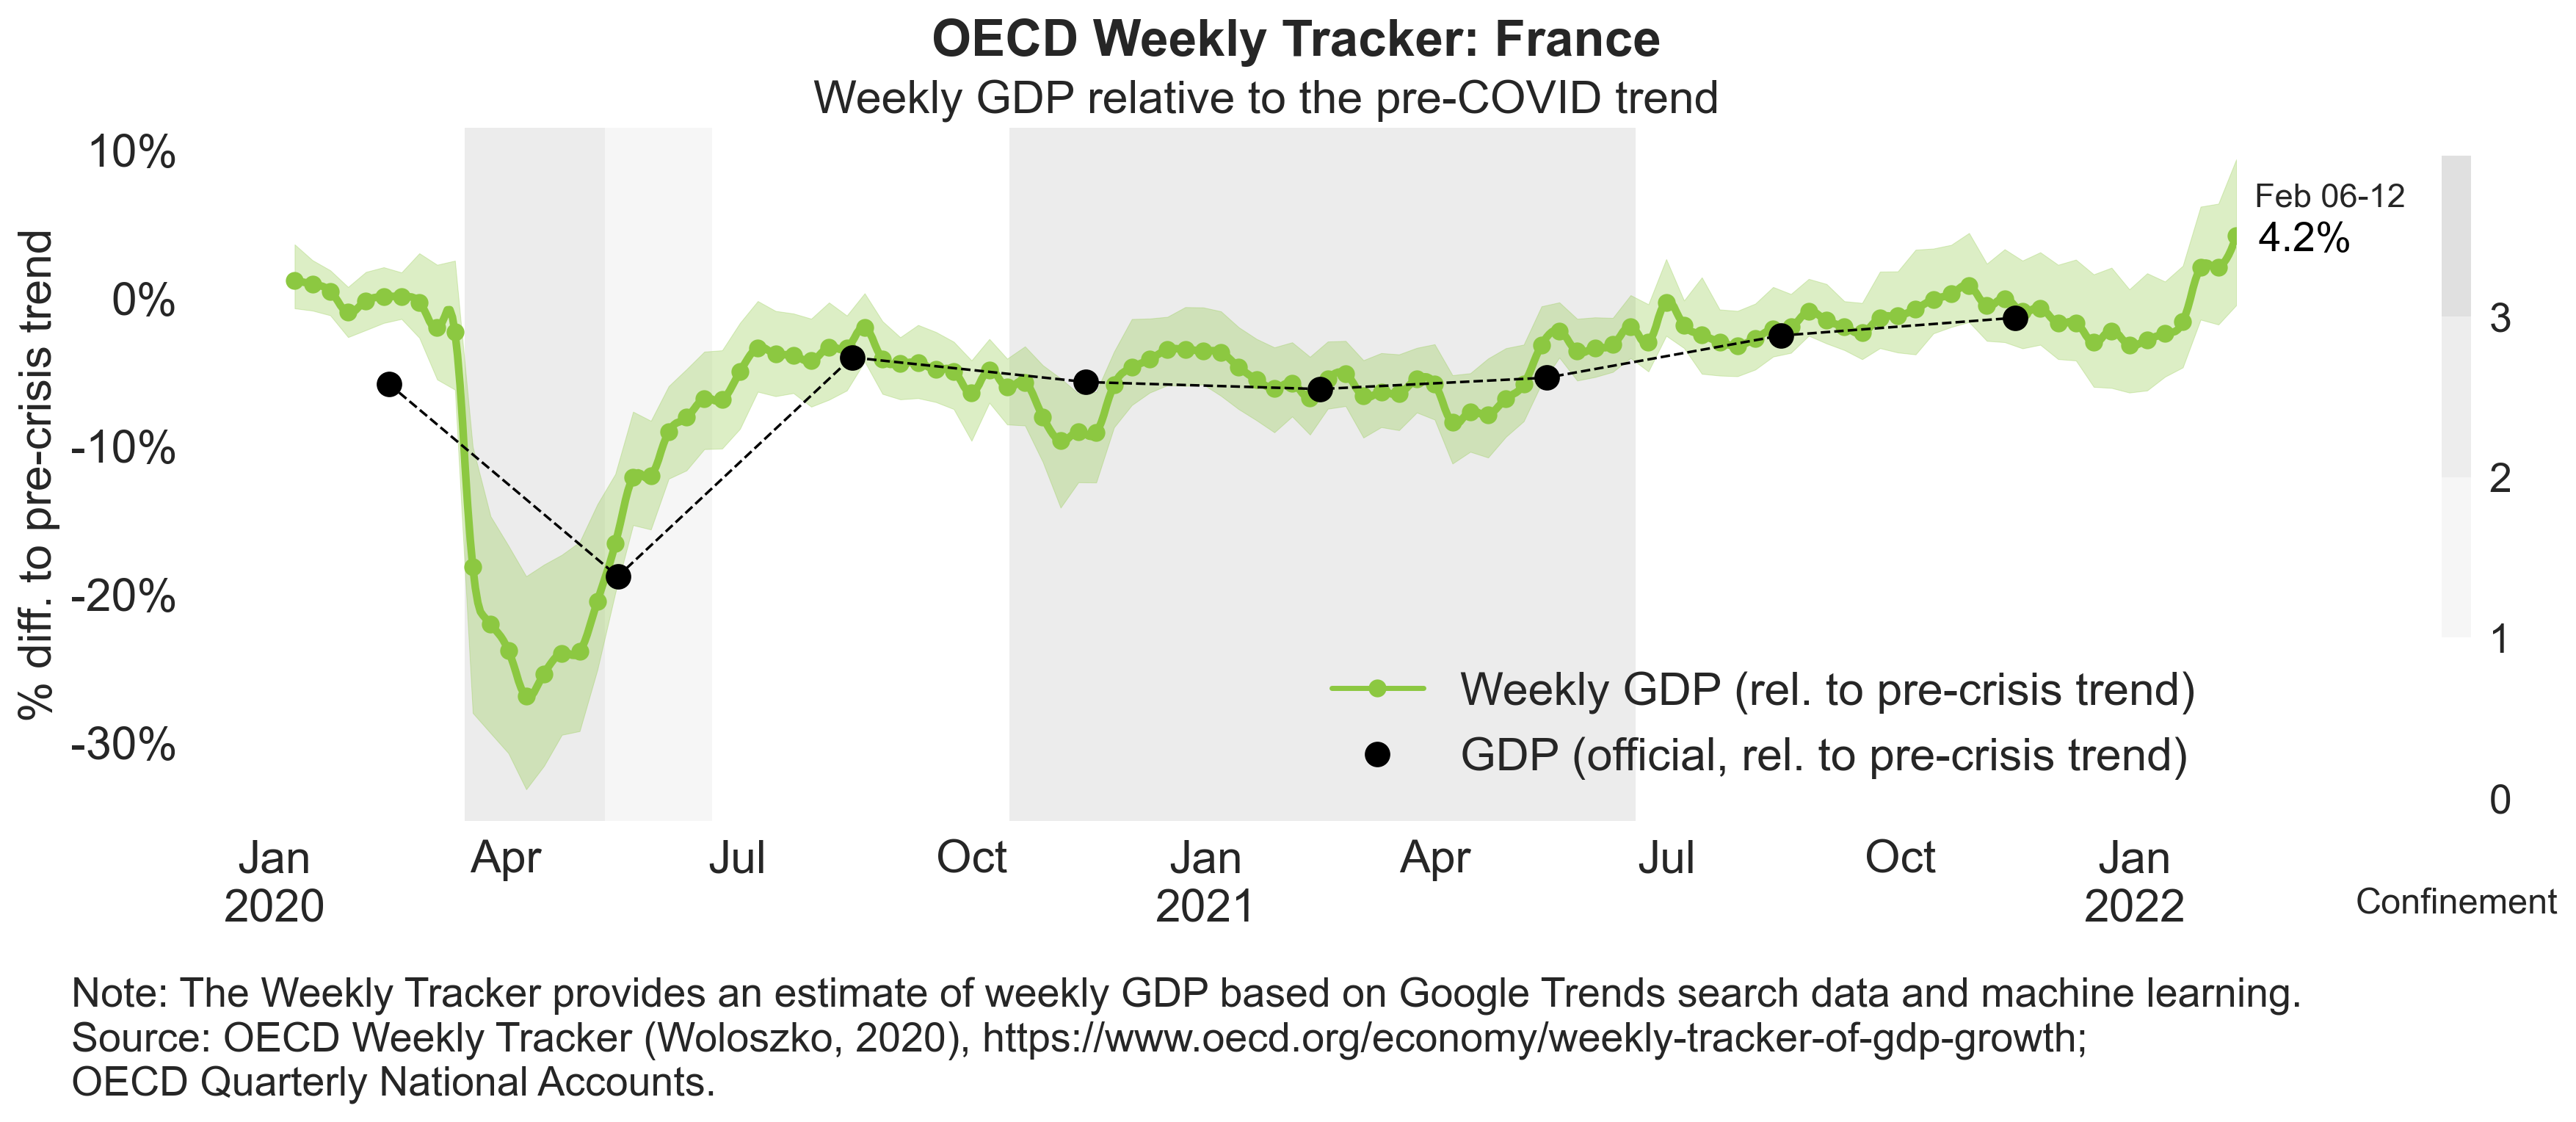 OECD Weekly Tracker: France
Weekly GDP relative to the pre-COVID trend
% diff. to pre-crisis trend
10%
0%
-10%
-20%
-30%
Feb 06-12
4.2%
3
2
1
0
Weekly GDP (rel. to pre-crisis trend)
GDP (official, rel. to pre-crisis trend)
Jan Apr Jul Oct Jan Apr Jul Oct Jan
2020 2021 2022
Confinement
Note: The Weekly Tracker provides an estimate of weekly GDP based on Google Trends search data and machine learning.
Source: OECD Weekly Tracker (Woloszko, 2020), https://www.oecd.org/economy/weekly-tracker-of-gdp-growth;
OECD Quarterly National Accounts.